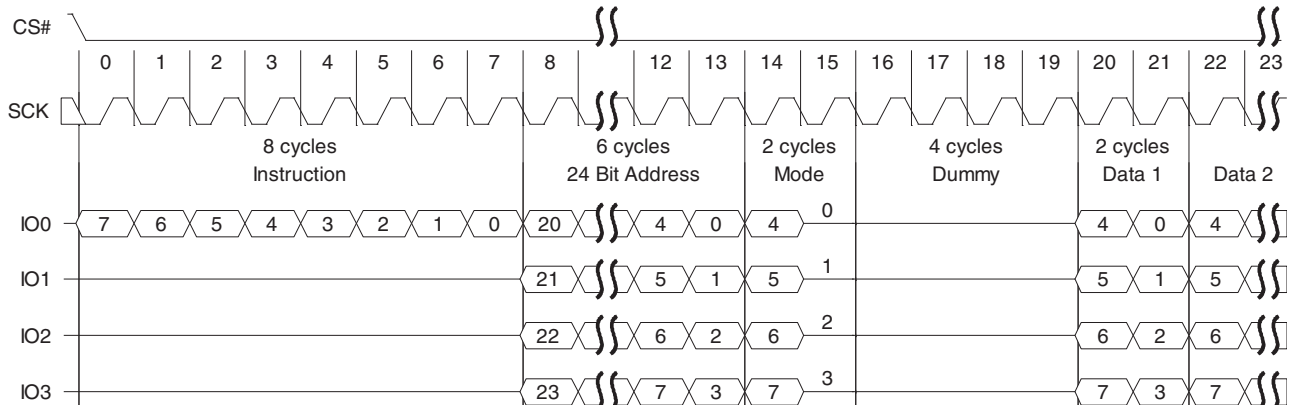 CS#
0 1 2 3 4 5 6 7 8 12 13 14 15 16 17 18 19 20 21 22 23
SCK
8 cycles 6 cycles 2 cycles 4 cycles 2 cycles
Instruction 24 Bit Address Mode Dummy Data 1 Data 2
IO0 7 6 5 4 3 2 1 0 20 4 0 4 0 4 0 4
IO1 21 5 1 5 1 5 1 5
IO2 22 6 2 6 2 6 2 6
IO3 23 7 3 7 3 7 3 7